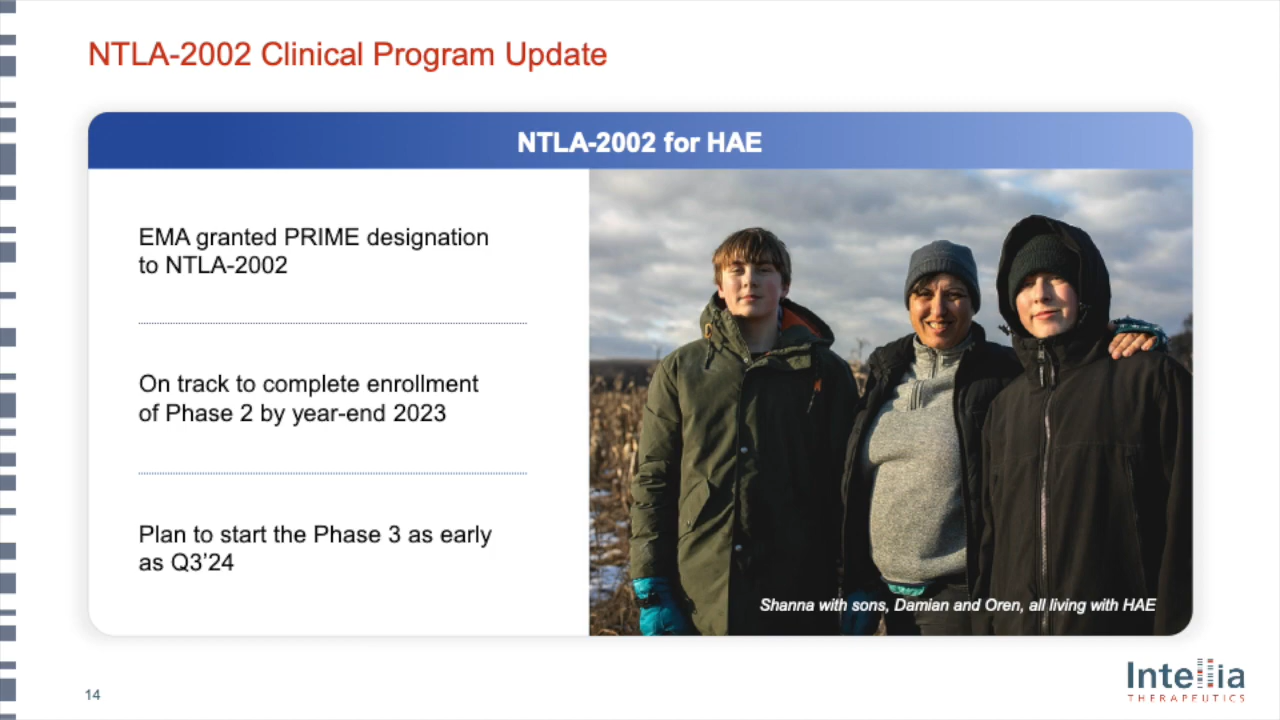 NTLA-2002 Clinical Program Update
NTLA-2002 for HAE
EMA granted PRIME designation
to NTLA-2002
On track to complete enrollment
of Phase 2 by year-end 2023
Plan to start the Phase 3 as early
as Q3’24
Shanna with sons, Damian and Oren, all living with HAE
14
Intellia
THERAPEUTICS